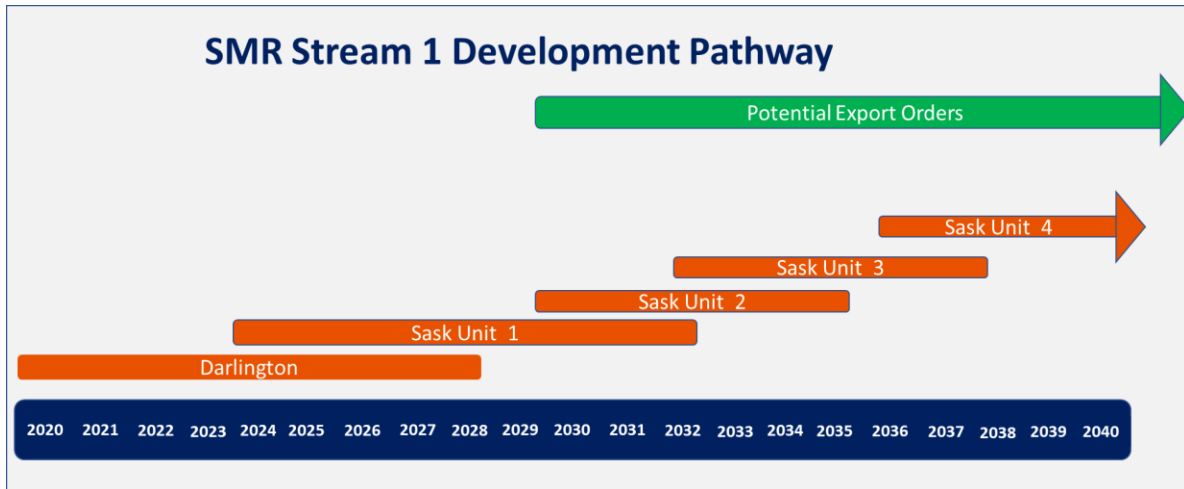 SMR Stream 1 Development Pathway
Potential Export Orders
Sask Unit 4
Sask Unit 3
Sask Unit 2
Sask Unit 1
Darlington
2020 2021 2022 2023 2024 2025 2026 2027 2028 2029 2030 2031 2032 2033 2034 2035 2036 2037 2038 2039 2040